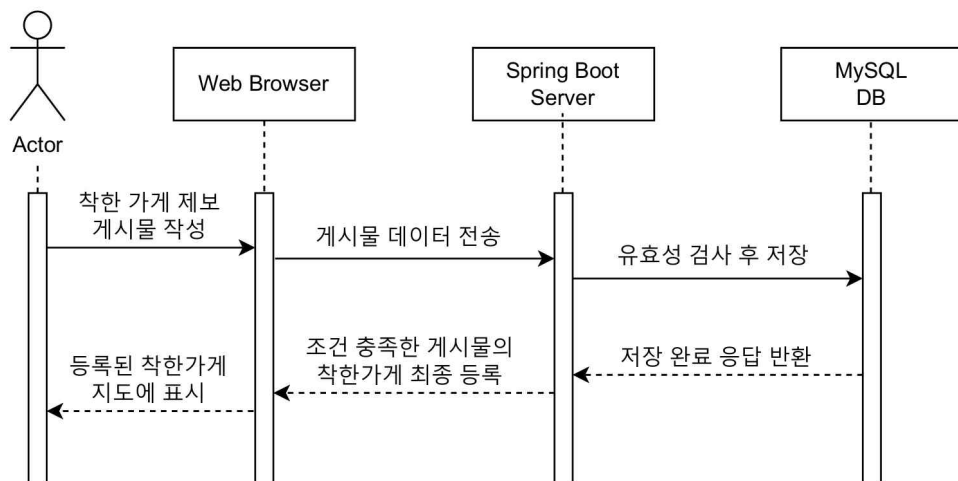 Actor
Web Browser
Spring Boot
Server
MySQL
DB
착한 가게 제보
게시물 작성
게시물 데이터 전송
유효성 검사 후 저장
저장 완료 응답 반환
조건 충족한 게시물의
착한가게 최종 등록
등록된 착한가게
지도에 표시